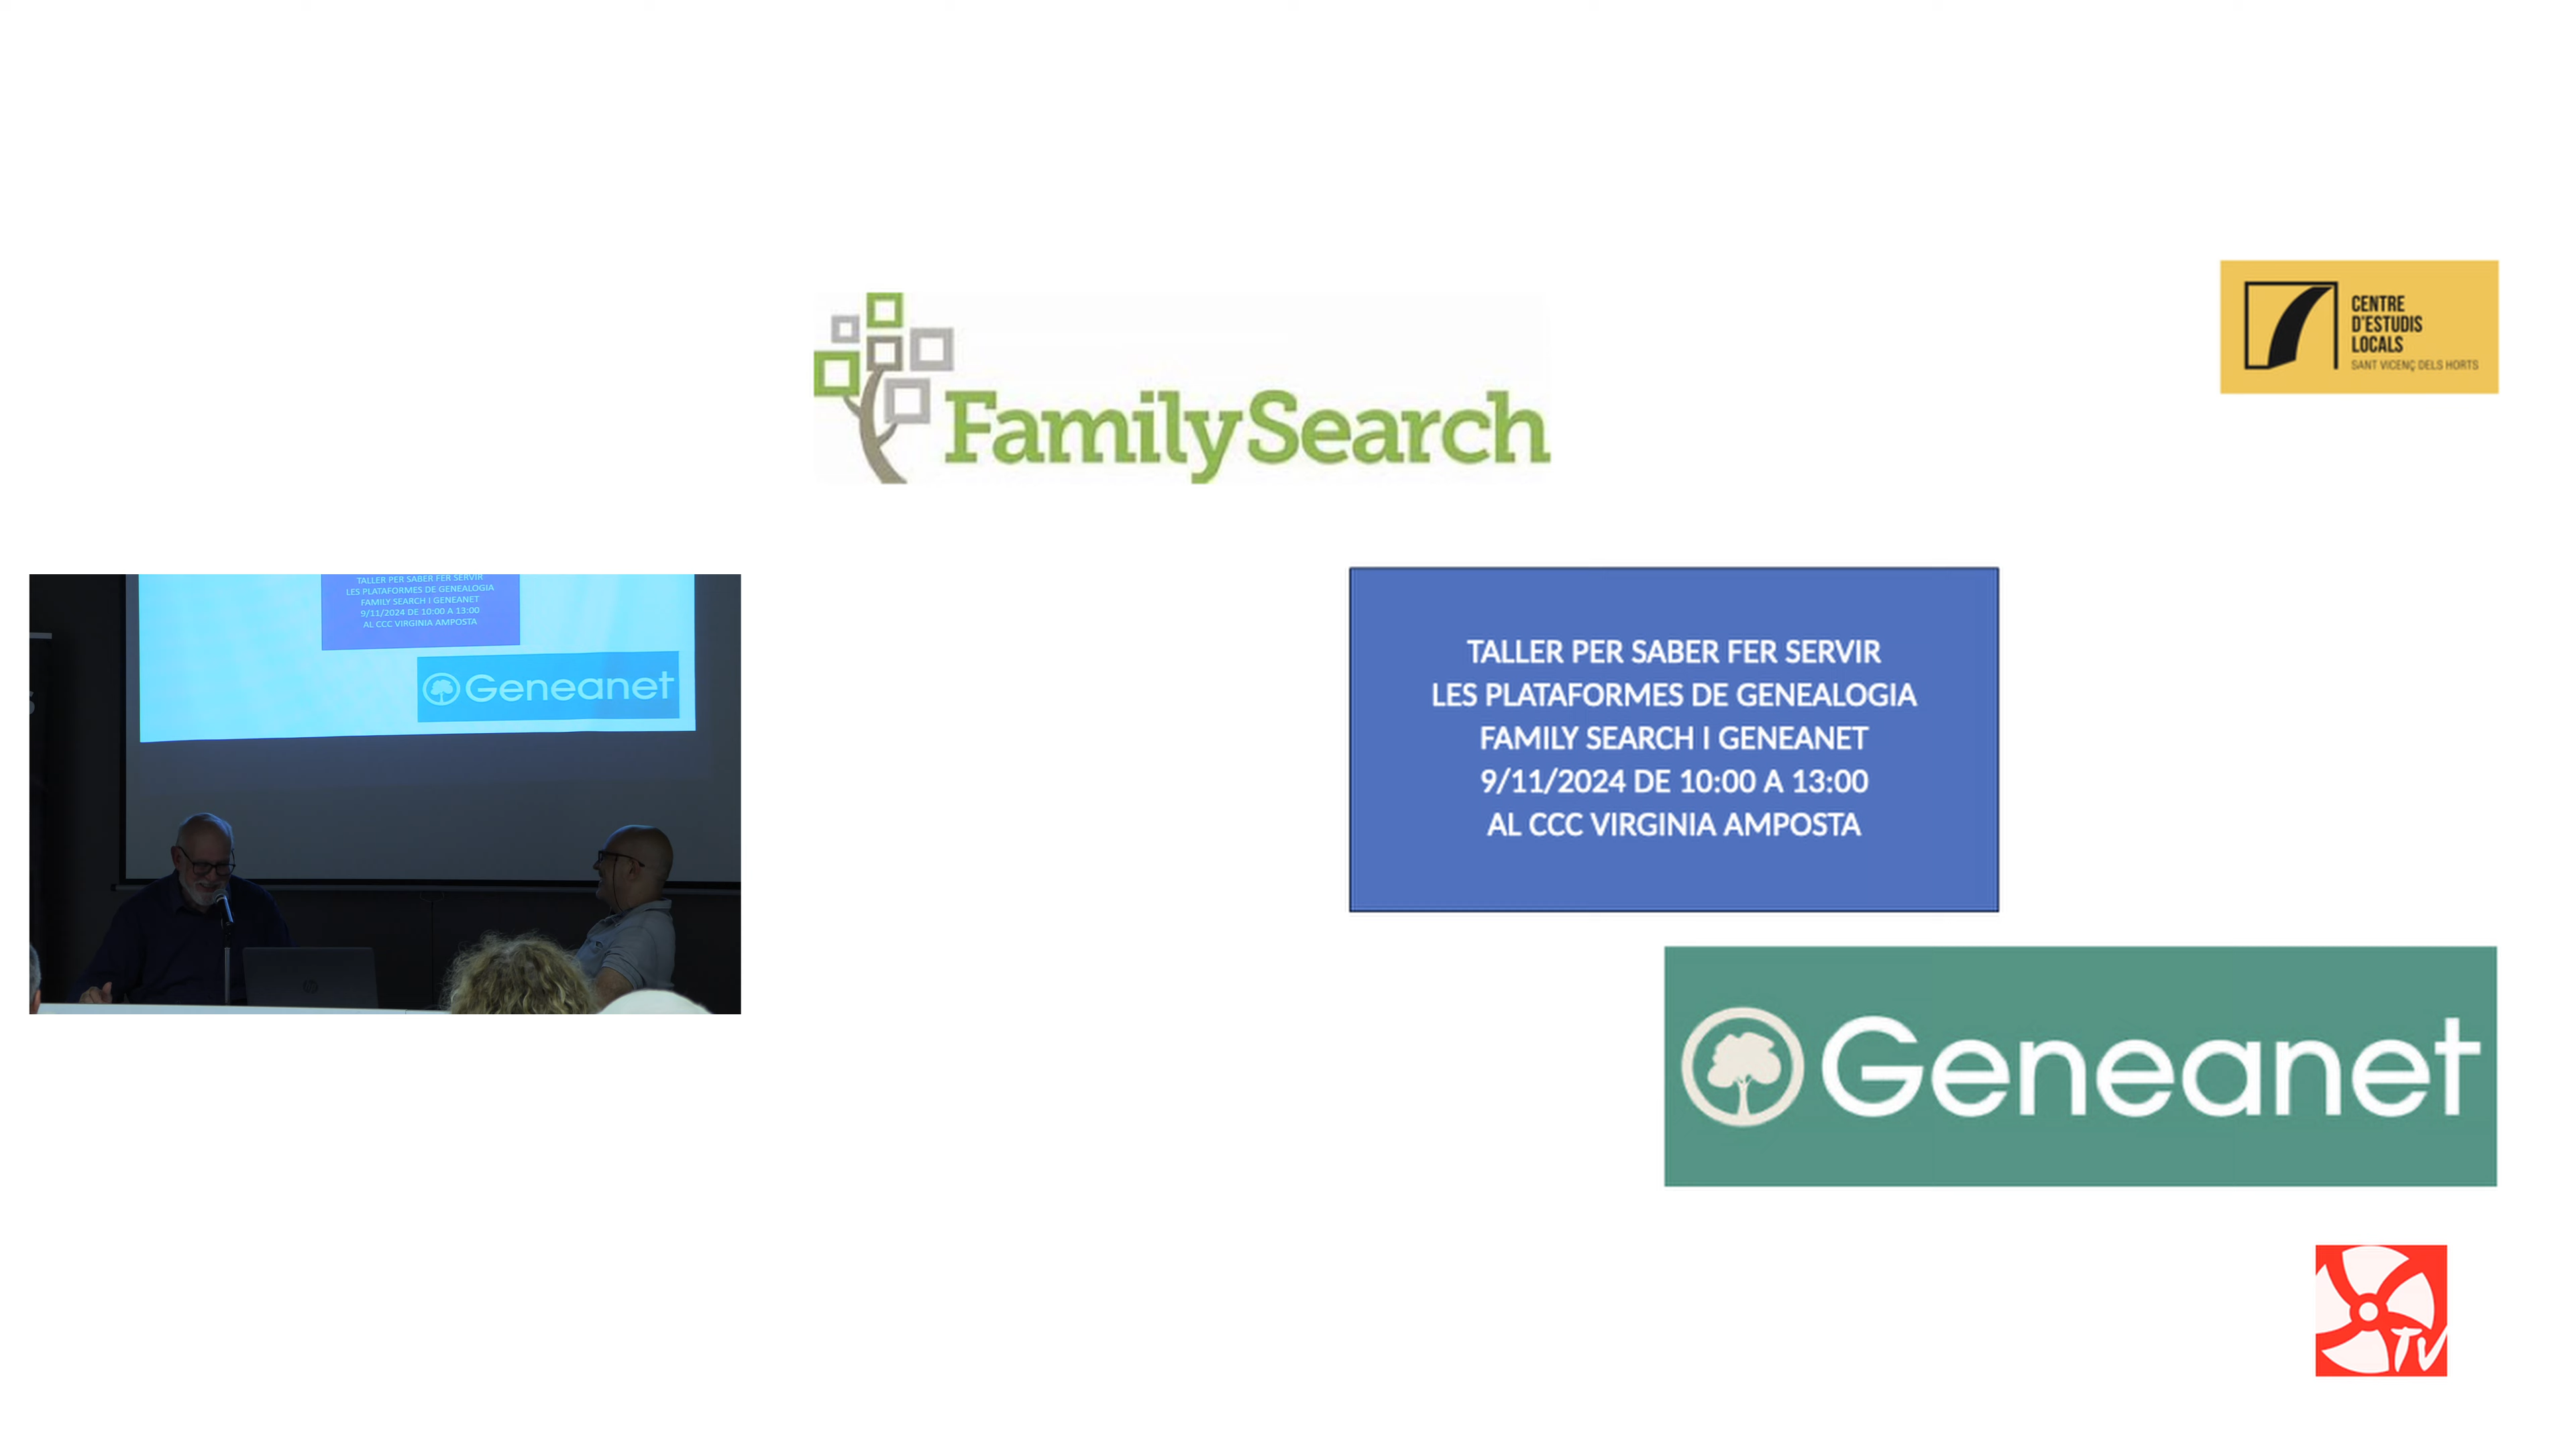 FamilySearch
CENTRE
D'ESTUDIS
LOCALS
SANT VICENÇ DELS HORTS
TALLER PER SABER FER SERVIR
LES PLATAFORMES DE GENEALOGIA
FAMILY SEARCH I GENEANET
9/11/2024 DE 10:00 A 13:00
AL CCC VIRGINIA AMPOSTA
Geneanet
TALLER PER SABER FER SERVIR
LES PLATAFORMES DE GENEALOGIA
FAMILY SEARCH I GENEANET
9/11/2024 DE 10:00 A 13:00
AL CCC VIRGINIA AMPOSTA
Geneanet
hp
TV